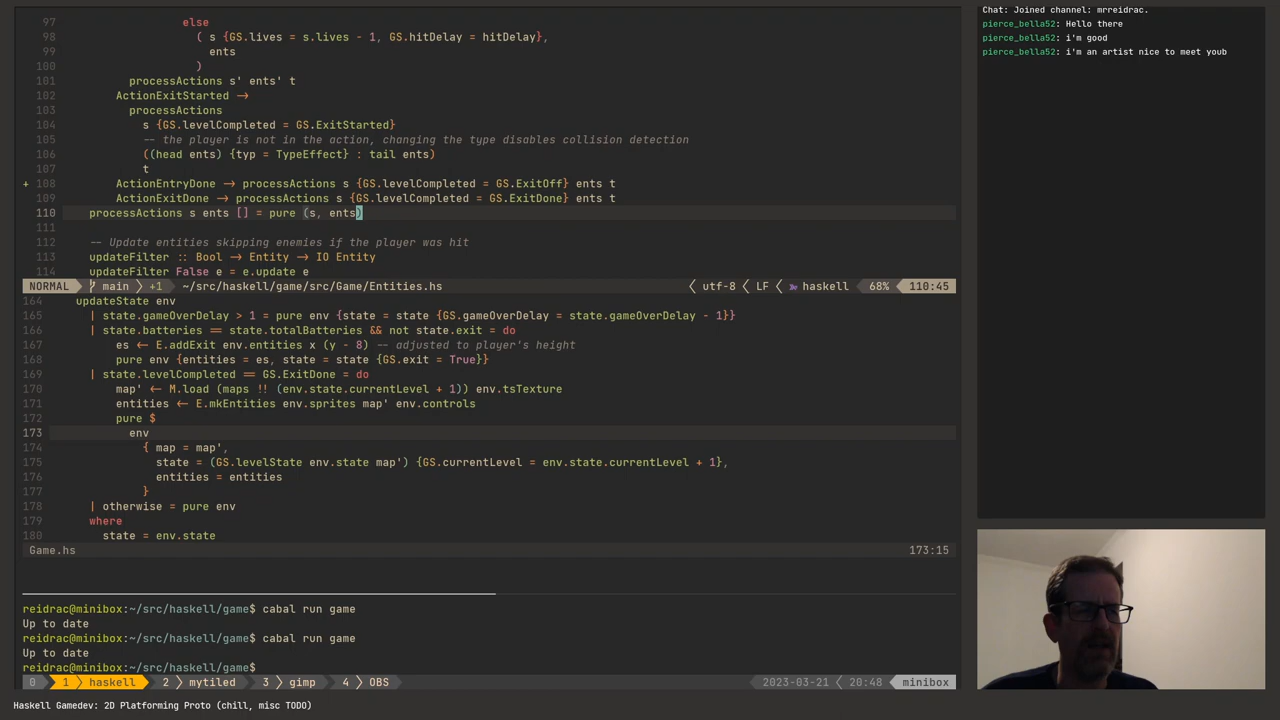 97 else
98 ( s {GS.lives = s.lives - 1, GS.hitDelay = hitDelay},
99 ents
100 )
101 processActions s' ents' t
102 ActionExitStarted →
103 processActions
104 s {GS.levelCompleted = GS.ExitStarted}
105 -- the player is not in the action, changing the type disables collision detection
106 ((head ents) {typ = TypeEffect} : tail ents)
107 t
+ 108 ActionEntryDone → processActions s {GS.levelCompleted = GS.ExitOff} ents t
109 ActionExitDone → processActions s {GS.levelCompleted = GS.ExitDone} ents t
110 processActions s ents [] = pure (s, ents)
111
112 -- Update entities skipping enemies if the player was hit
113 updateFilter :: Bool → Entity → IO Entity
114 updateFilter False e = e.update e
NORMAL main +1 ~/src/haskell/game/src/Game/Entities.hs utf-8 LF haskell 68% 110:45
164 updateState env
165 | state.gameOverDelay > 1 = pure env {state = state {GS.gameOverDelay = state.gameOverDelay - 1}}
166 | state.batteries == state.totalBatteries && not state.exit = do
167 es ← E.addExit env.entities x (y - 8) -- adjusted to player's height
168 pure env {entities = es, state = state {GS.exit = True}}
169 | state.levelCompleted == GS.ExitDone = do
170 map' ← M.load (maps !! (env.state.currentLevel + 1)) env.tsTexture
171 entities ← E.mkEntities env.sprites map' env.controls
172 pure $
173 env
174 { map = map',
175 state = (GS.levelState env.state map') {GS.currentLevel = env.state.currentLevel + 1},
176 entities = entities
177 }
178 | otherwise = pure env
179 where
180 state = env.state
Game.hs 173:15
reidrac@minibox:~/src/haskell/game$ cabal run game
Up to date
reidrac@minibox:~/src/haskell/game$ cabal run game
Up to date
reidrac@minibox:~/src/haskell/game$
0 1 haskell 2 mytiled 3 gimp 4 OBS 2023-03-21 20:48 minibox
Haskell Gamedev: 2D Platforming Proto (chill, misc TODO)
Chat: Joined channel: mrreidrac.
pierce_bella52: Hello there
pierce_bella52: i'm good
pierce_bella52: i'm an artist nice to meet youb